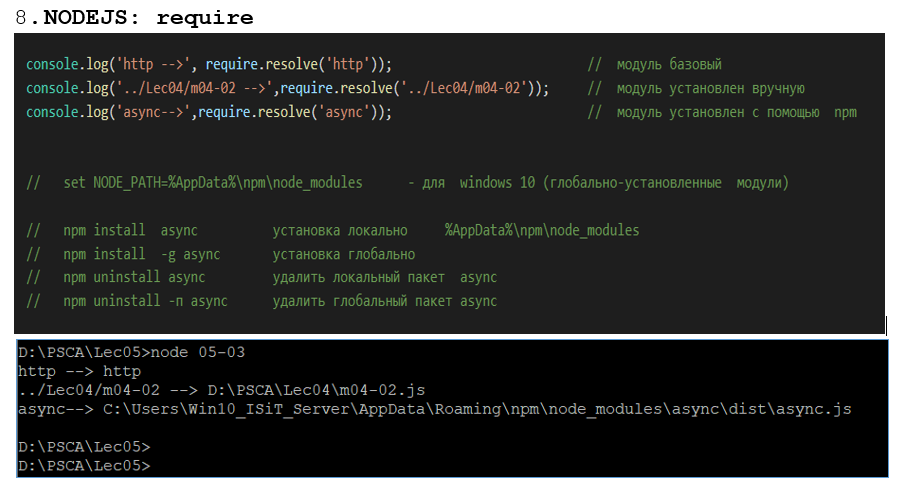 8.NODEJS: require
console.log('http -->', require.resolve('http')); // модуль базовый
console.log('../Lec04/m04-02 -->',require.resolve('../Lec04/m04-02')); // модуль установлен вручную
console.log('async-->',require.resolve('async')); // модуль установлен с помощью npm
// set NODE_PATH=%AppData%\npm\node_modules - для windows 10 (глобально-установленные модули)
// npm install async установка локально %AppData%\npm\node_modules
// npm install -g async установка глобально
// npm uninstall async удалить локальный пакет async
// npm uninstall -п async удалить глобальный пакет async
D:\PSCA\Lec05>node 05-03
http --> http
../Lec04/m04-02 --> D:\PSCA\Lec04\m04-02.js
async--> C:\Users\Win10_ISiT_Server\AppData\Roaming\npm\node_modules\async\dist\async.js
D:\PSCA\Lec05>
D:\PSCA\Lec05>